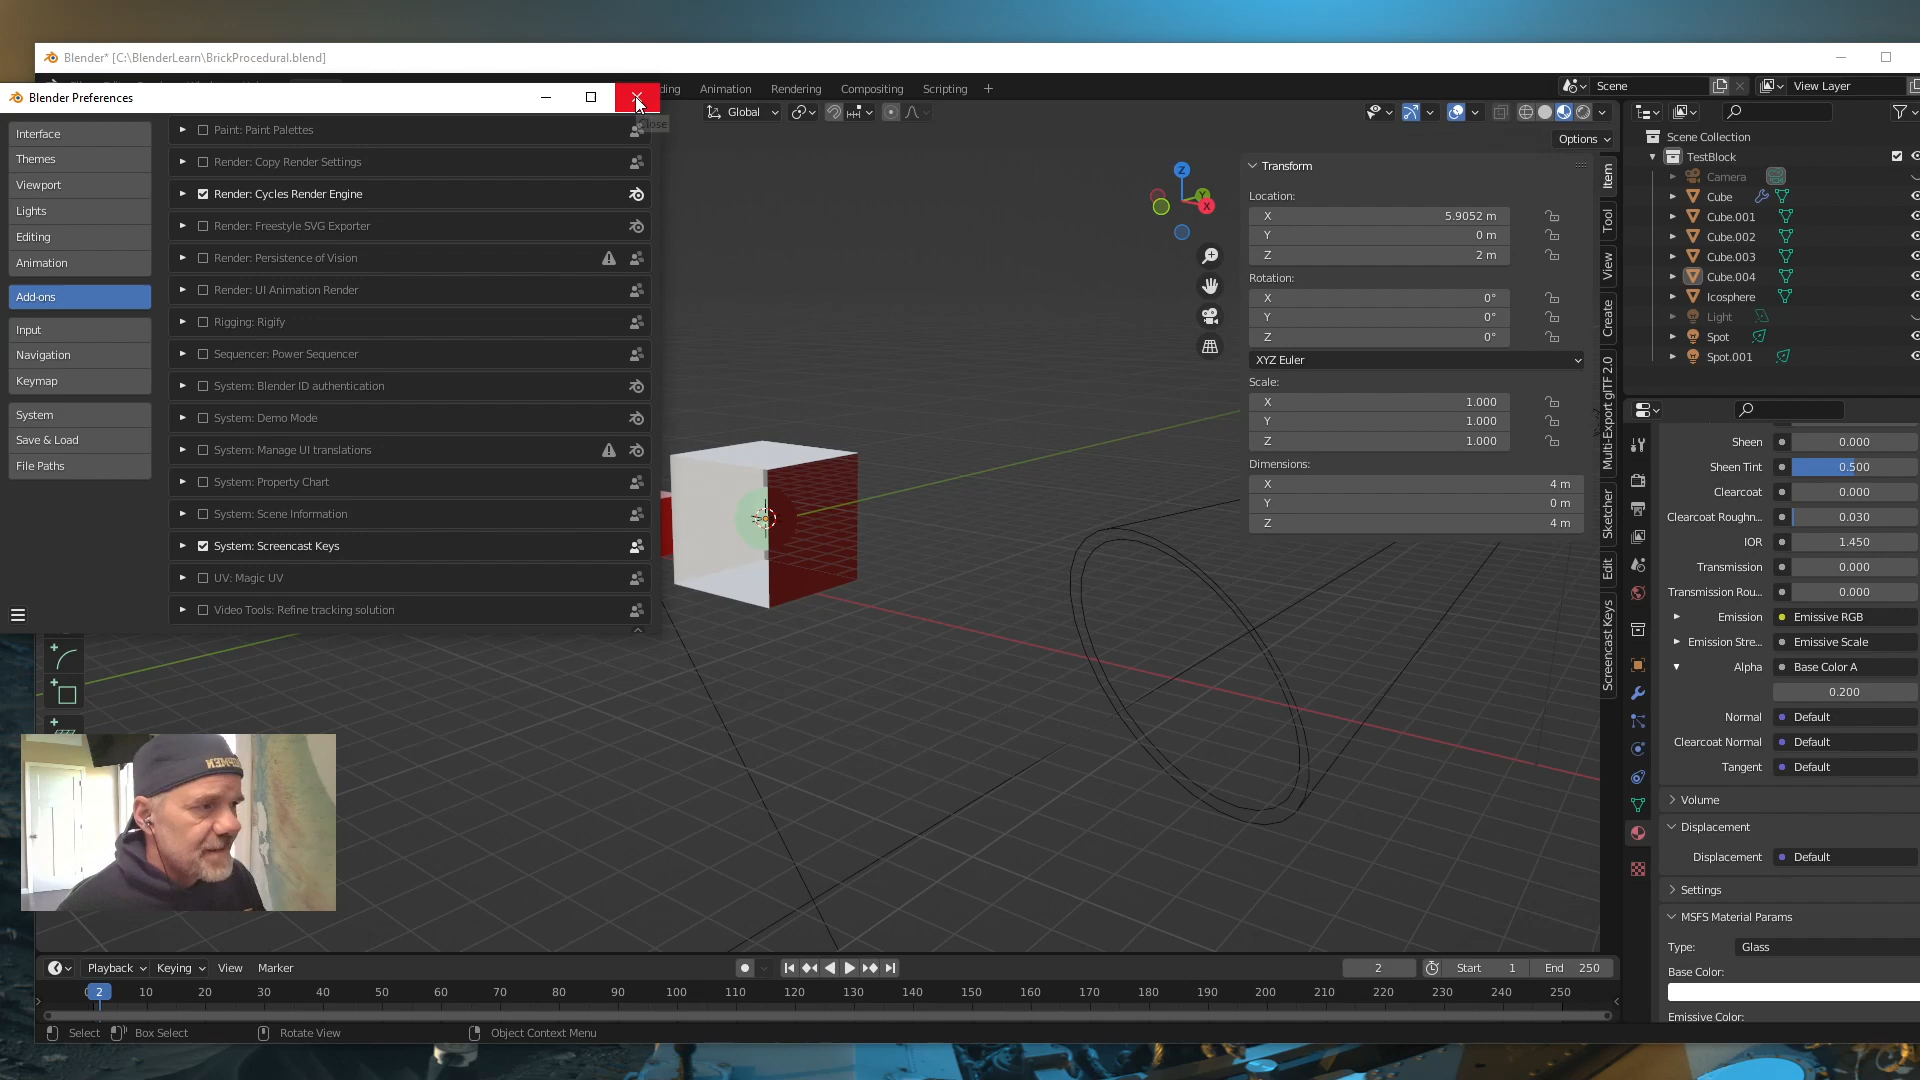 Blender* [C:\BlenderLearn\BrickProcedural.blend]
Blender Preferences
Animation
Rendering
Compositing
Scripting
Scene
View Layer
Global
Close
Options
Interface
Themes
Viewport
Lights
Editing
Animation
Add-ons
Input
Navigation
Keymap
System
Save & Load
File Paths
Paint: Paint Palettes
Render: Copy Render Settings
Render: Cycles Render Engine
Render: Freestyle SVG Exporter
Render: Persistence of Vision
Render: UI Animation Render
Rigging: Rigify
Sequencer: Power Sequencer
System: Blender ID authentication
System: Demo Mode
System: Manage UI translations
System: Property Chart
System: Scene Information
System: Screencast Keys
UV: Magic UV
Video Tools: Refine tracking solution
Z
Y
X
Transform
Location:
X 5.9052 m
Y 0 m
Z 2 m
Rotation:
X 0°
Y 0°
Z 0°
XYZ Euler
Scale:
X 1.000
Y 1.000
Z 1.000
Dimensions:
X 4 m
Y 0 m
Z 4 m
Item
Tool
View
Create
Multi-Export glTF 2.0
Sketcher
Edit
Screencast Keys
Scene Collection
TestBlock
Camera
Cube
Cube.001
Cube.002
Cube.003
Cube.004
Icosphere
Light
Spot
Spot.001
Sheen 0.000
Sheen Tint 0.500
Clearcoat 0.000
Clearcoat Roughn... 0.030
IOR 1.450
Transmission 0.000
Transmission Rou... 0.000
Emission Emissive RGB
Emission Stre... Emissive Scale
Alpha Base Color A
0.200
Normal Default
Clearcoat Normal Default
Tangent Default
Volume
Displacement
Displacement Default
Settings
MSFS Material Params
Type: Glass
Base Color:
Emissive Color:
Playback Keying View Marker
2 Start 1 End 250
2 10 20 30 40 50 60 70 80 90 100 110 120 130 140 150 160 170 180 190 200 210 220 230 240 250
Select Box Select Rotate View Object Context Menu